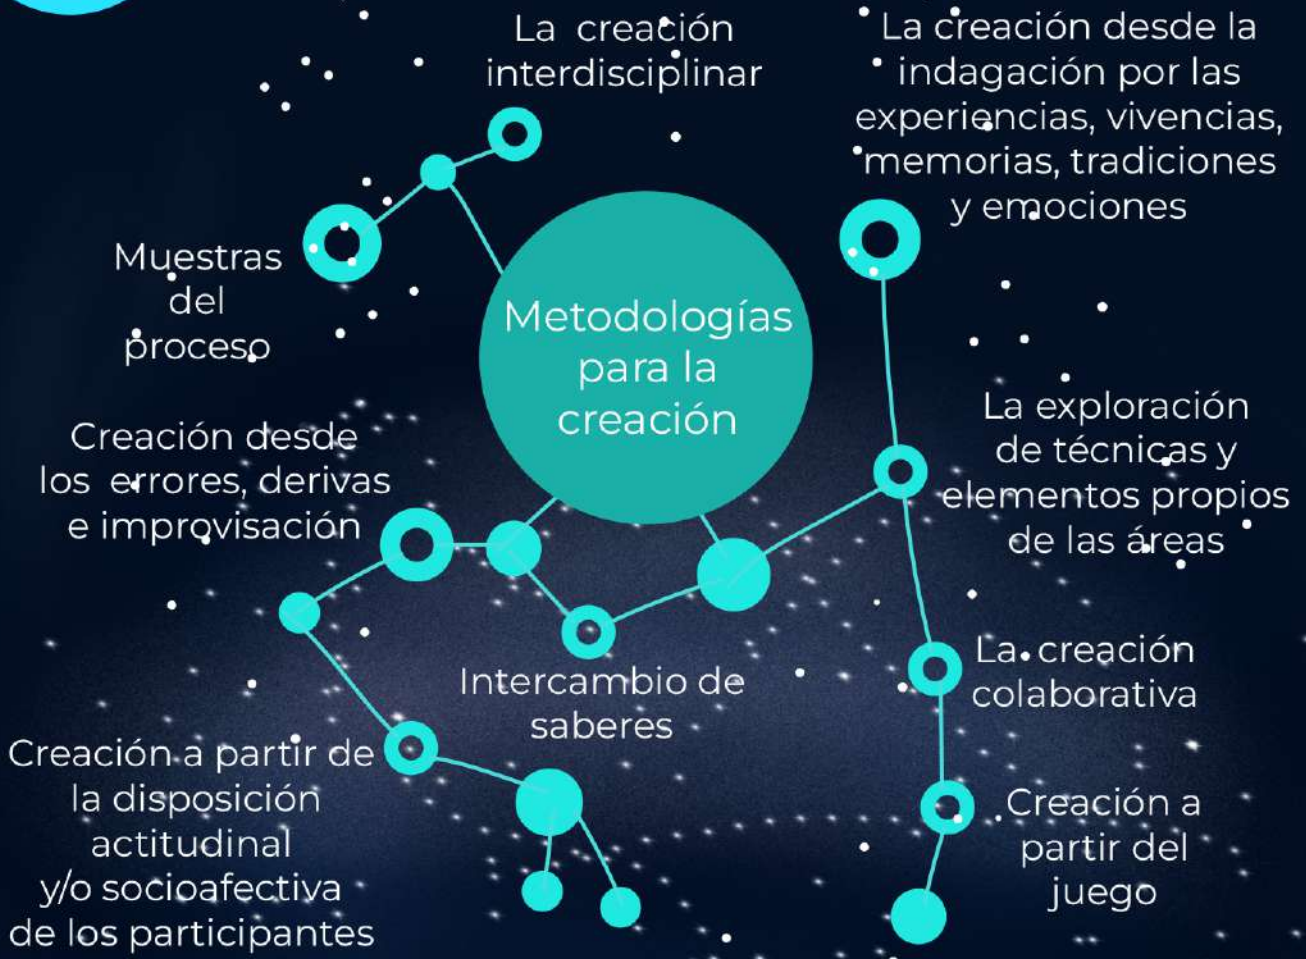 La creación
interdisciplinar
La creación desde la
indagación por las
experiencias, vivencias,
memorias, tradiciones
y emociones
Muestras
del
proceso
Metodologías
para la
creación
Creación desde
los errores, derivas
e improvisación
La exploración
de técnicas y
elementos propios
de las áreas
Intercambio de
saberes
La creación
colaborativa
Creación a partir de
la disposición
actitudinal
y/o socioafectiva
de los participantes
Creación a
partir del
juego